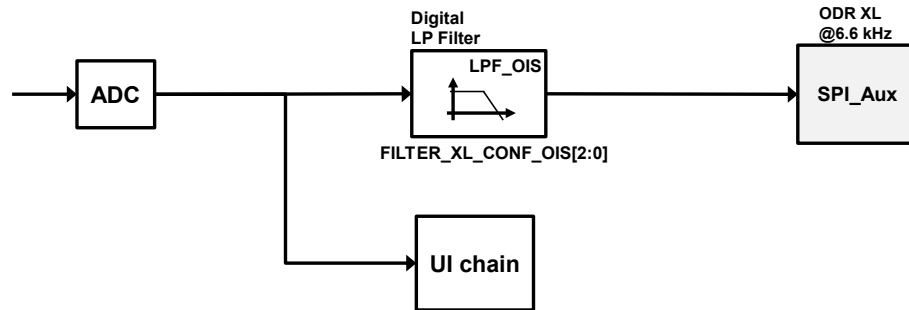 Digital
LP Filter
ODR XL
@6.6 kHz
ADC
LPF_OIS
SPI_Aux
FILTER_XL_CONF_OIS[2:0]
UI chain